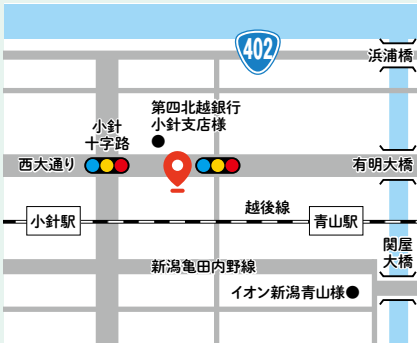 402
浜浦橋
第四北越銀行
小針支店様
小針
十字路
西大通り
有明大橋
越後線
小針駅
青山駅
関屋
大橋
新潟亀田内野線
イオン新潟青山様